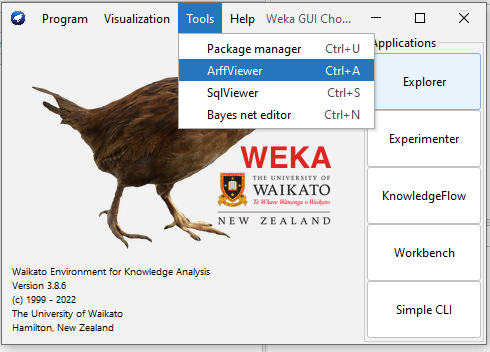 Program Visualization Tools Help Weka GUI Cho...
Package manager Ctrl+U
ArffViewer Ctrl+A
SqlViewer Ctrl+S
Bayes net editor Ctrl+N
Applications
Explorer
Experimenter
KnowledgeFlow
Workbench
Simple CLI
WEKA
THE UNIVERSITY OF
WAIKATO
Te Whare Wānanga o Waikato
NEW ZEALAND
Waikato Environment for Knowledge Analysis
Version 3.8.6
(c) 1999 - 2022
The University of Waikato
Hamilton, New Zealand